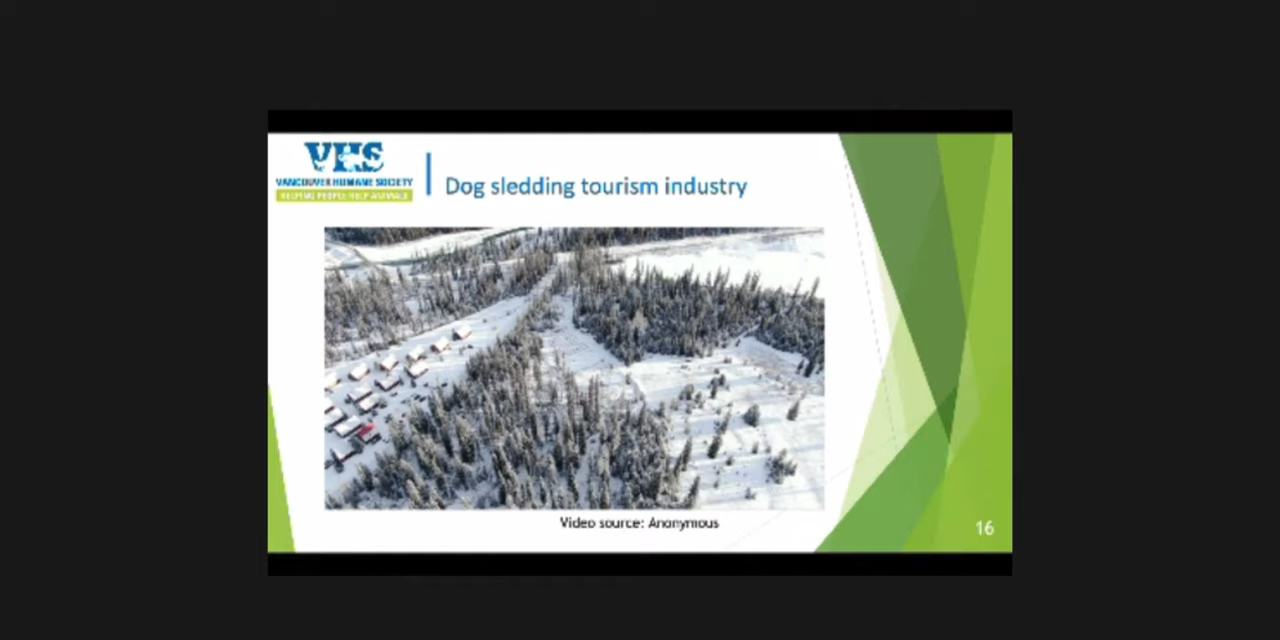 VHS
VANCOUVER HUMANE SOCIETY
HELPING PEOPLE HELP ANIMALS
Dog sledding tourism industry
Video source: Anonymous
16